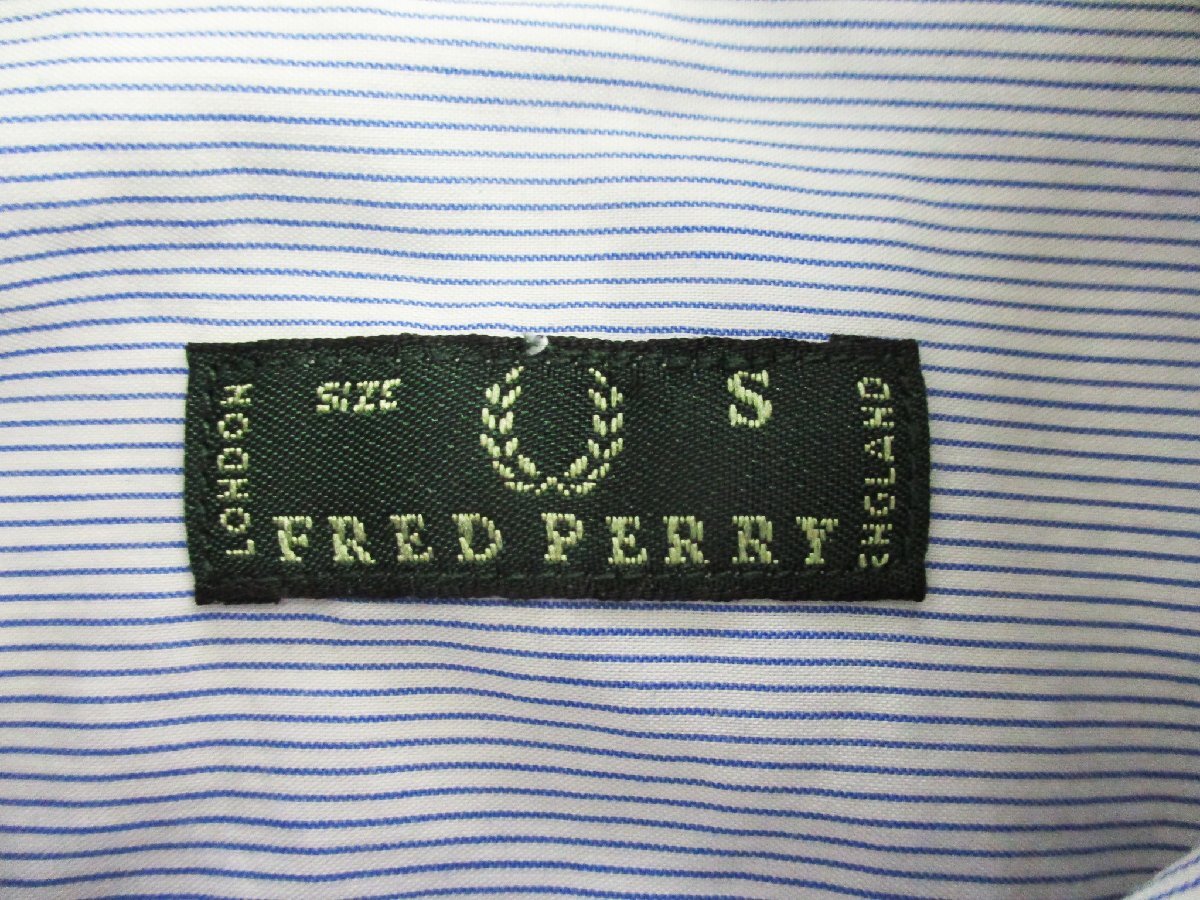 LONDON
SIZE S
FRED PERRY
ENGLAND